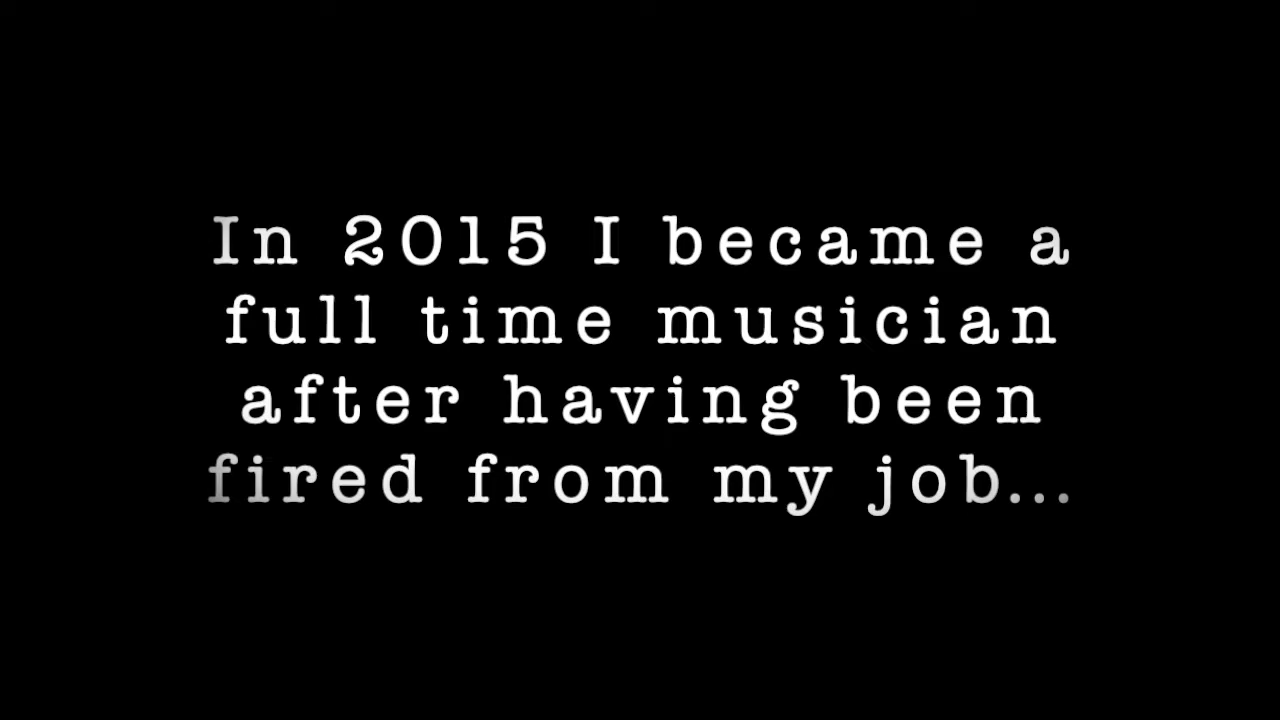 In 2015 I became a
full time musician
after having been
fired from my job...